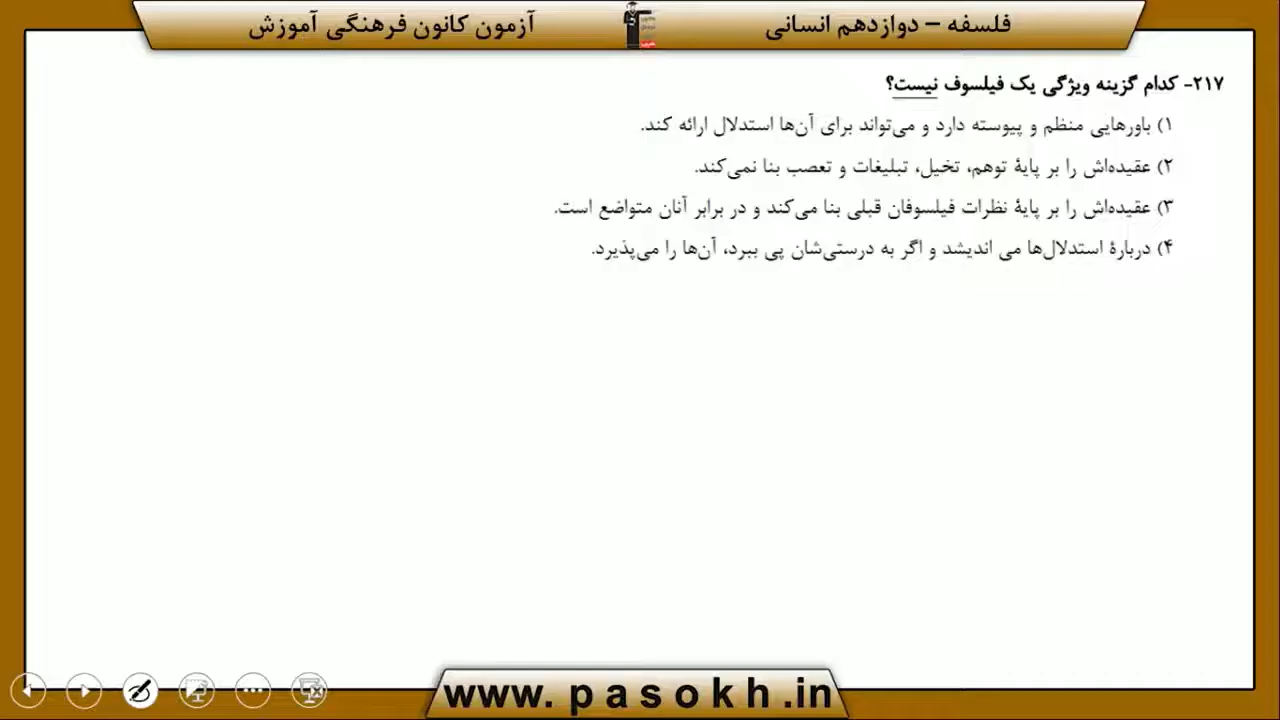 فلسفه – دوازدهم انسانی
آزمون کانون فرهنگی آموزش
۲۱۷- کدام گزینه ویژگی یک فیلسوف نیست؟
۱) باورهایی منظم و پیوسته دارد و می‌تواند برای آن‌ها استدلال ارائه کند.
۲) عقیده‌اش را بر پایهٔ توهم، تخیل، تبلیغات و تعصب بنا نمی‌کند.
۳) عقیده‌اش را بر پایهٔ نظرات فیلسوفان قبلی بنا می‌کند و در برابر آنان متواضع است.
۴) دربارهٔ استدلال‌ها می اندیشد و اگر به درستی‌شان پی ببرد، آن‌ها را می‌پذیرد.
www.pasokh.in